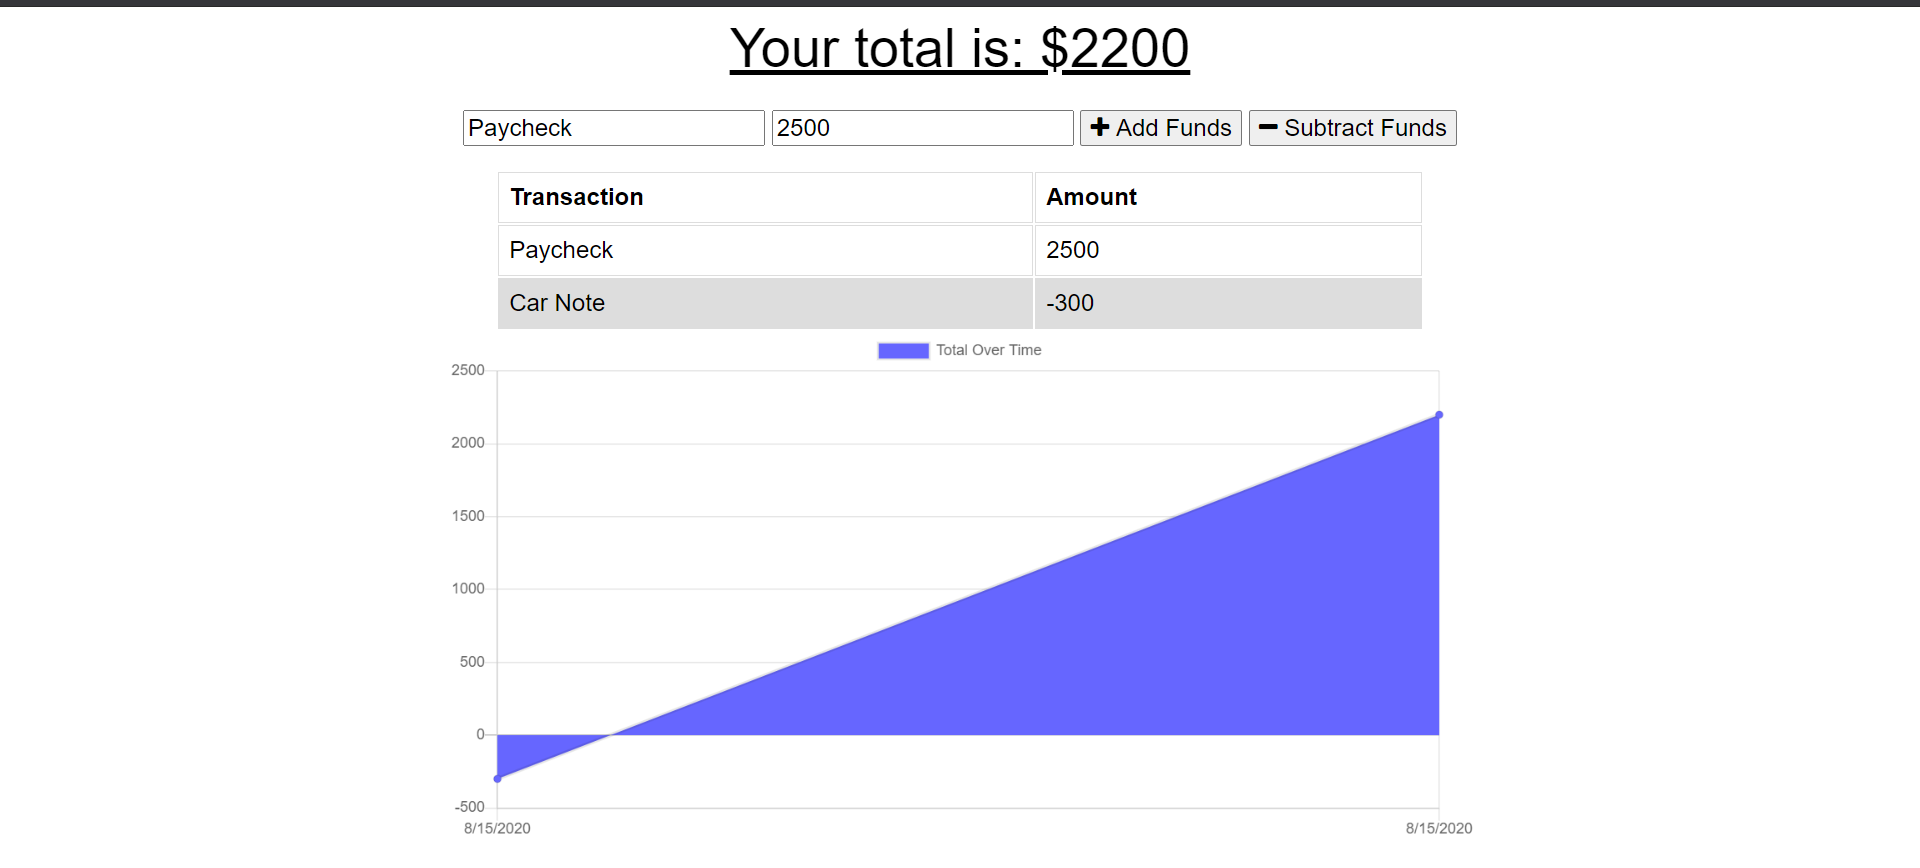 Your total is: $2200
Paycheck 2500 Add Funds Subtract Funds
Transaction Amount
Paycheck 2500
Car Note -300
Total Over Time
2500
2000
1500
1000
500
0
-500
8/15/2020 8/15/2020